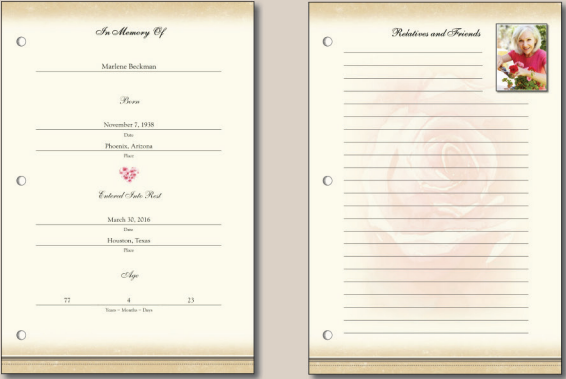 In Memory Of
Marlene Beckman
Born
November 7, 1938
Date
Phoenix, Arizona
Place
Entered Into Rest
March 30, 2016
Date
Houston, Texas
Place
Age
77 4 23
Years ~ Months ~ Days
Relatives and Friends